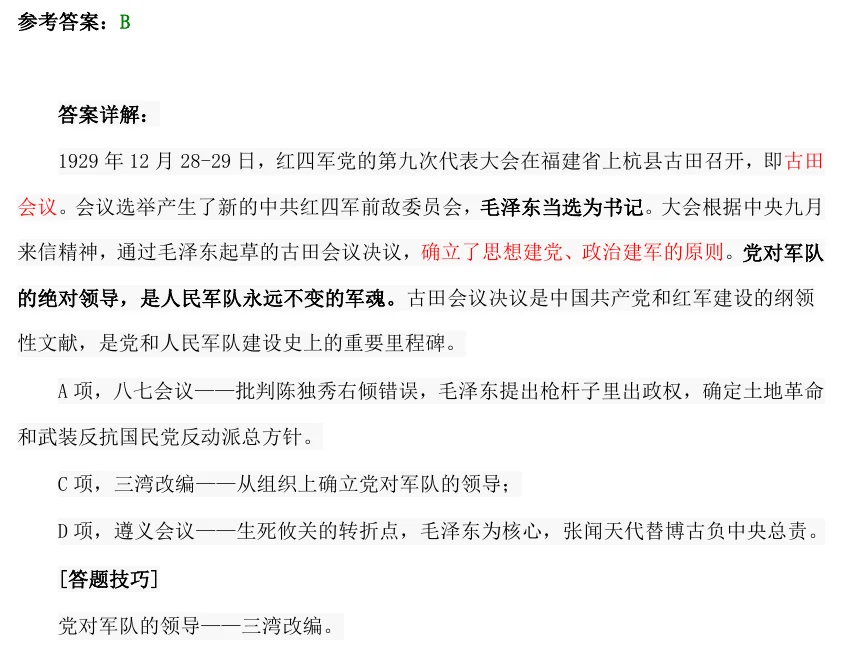 参考答案：B
答案详解：
1929 年 12 月 28-29 日，红四军党的第九次代表大会在福建省上杭县古田召开，即古田
会议。会议选举产生了新的中共红四军前敌委员会，毛泽东当选为书记。大会根据中央九月
来信精神，通过毛泽东起草的古田会议决议，确立了思想建党、政治建军的原则。党对军队
的绝对领导，是人民军队永远不变的军魂。古田会议决议是中国共产党和红军建设的纲领
性文献，是党和人民军队建设史上的重要里程碑。
A 项，八七会议——批判陈独秀右倾错误，毛泽东提出枪杆子里出政权，确定土地革命
和武装反抗国民党反动派总方针。
C 项，三湾改编——从组织上确立党对军队的领导；
D 项，遵义会议——生死攸关的转折点，毛泽东为核心，张闻天代替博古负中央总责。
[答题技巧]
党对军队的领导——三湾改编。